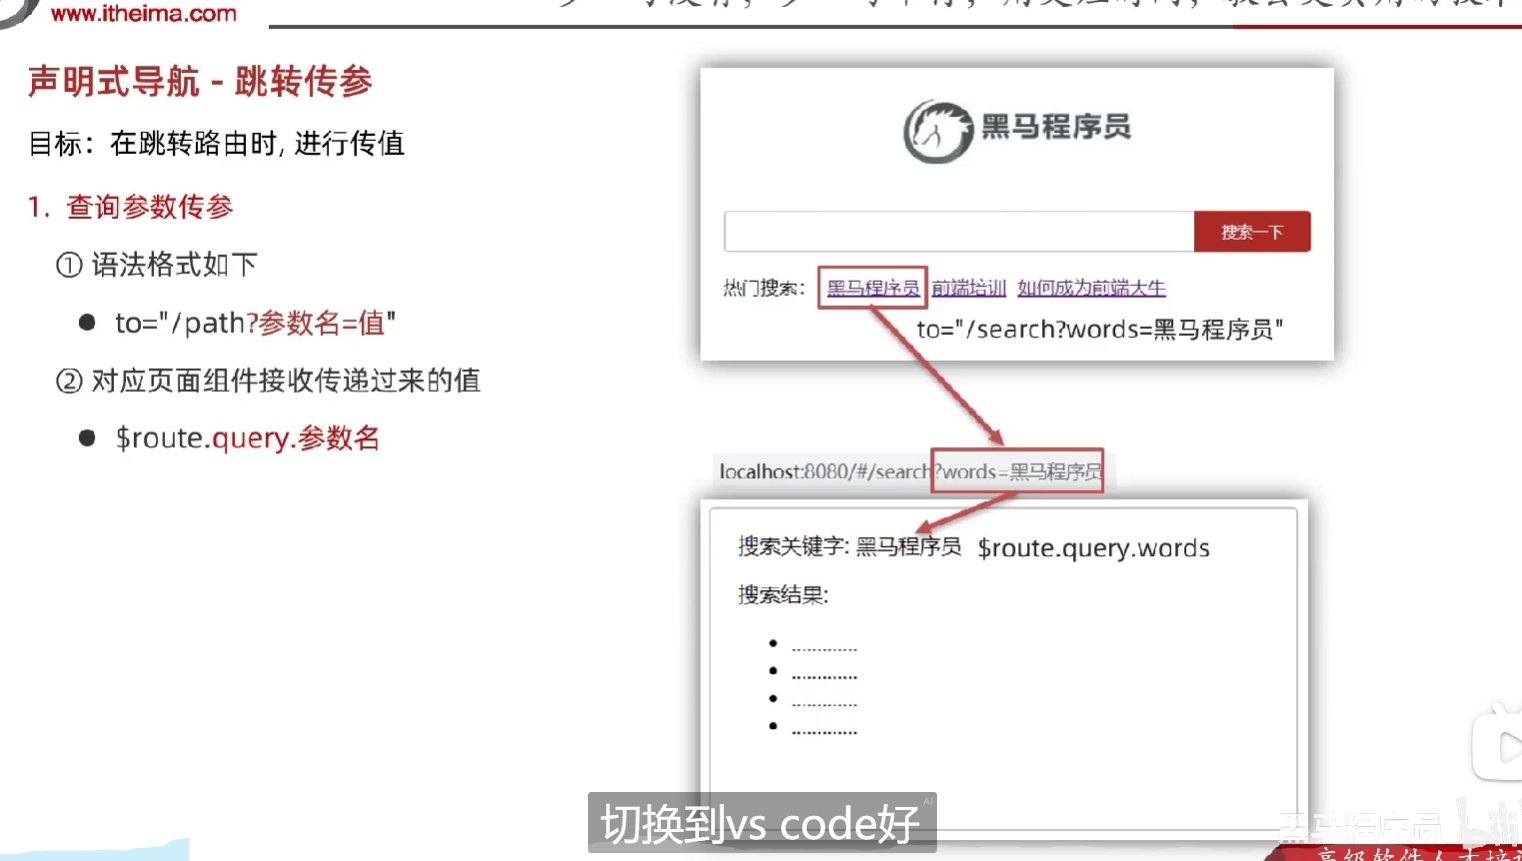 www.itheima.com
声明式导航 - 跳转传参
目标：在跳转路由时, 进行传值
1. 查询参数传参
① 语法格式如下
● to="/path?参数名=值"
② 对应页面组件接收传递过来的值
● $route.query.参数名
黑马程序员
搜索一下
热门搜索： 黑马程序员 前端培训 如何成为前端大牛
to="/search?words=黑马程序员"
localhost:8080/#/search?words=黑马程序员
搜索关键字: 黑马程序员 $route.query.words
搜索结果:
• ............
• ............
• ............
• ............
切换到vs code好
AI
黑马程序员